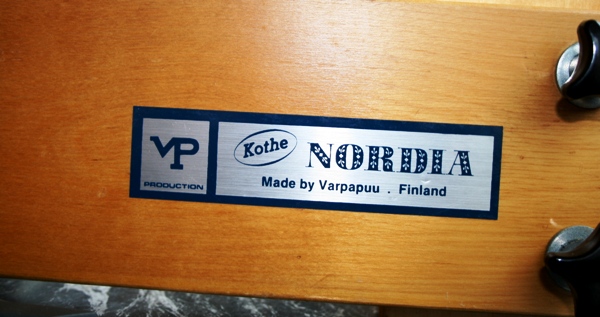 VP
PRODUCTION
Kothe NORDIA
Made by Varpapuu . Finland